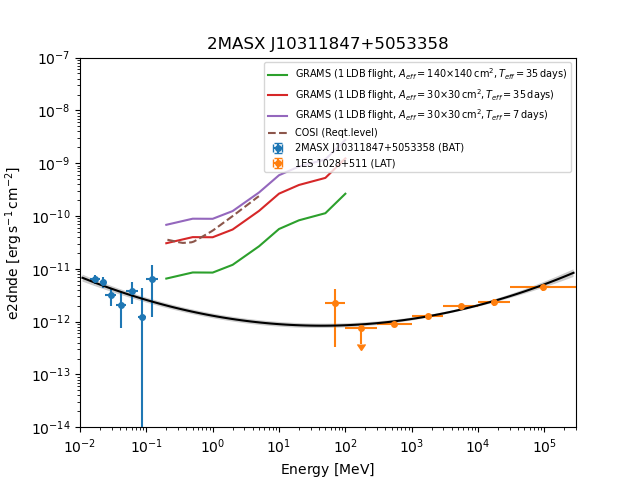 2MASX J10311847+5053358
GRAMS (1 LDB flight, A_eff = 140×140 cm², T_eff = 35 days)
GRAMS (1 LDB flight, A_eff = 30×30 cm², T_eff = 35 days)
GRAMS (1 LDB flight, A_eff = 30×30 cm², T_eff = 7 days)
COSI (Reqt.level)
2MASX J10311847+5053358 (BAT)
1ES 1028+511 (LAT)
e2dnde [erg s⁻¹ cm⁻²]
10⁻⁷
10⁻⁸
10⁻⁹
10⁻¹⁰
10⁻¹¹
10⁻¹²
10⁻¹³
10⁻¹⁴
10⁻² 10⁻¹ 10⁰ 10¹ 10² 10³ 10⁴ 10⁵
Energy [MeV]